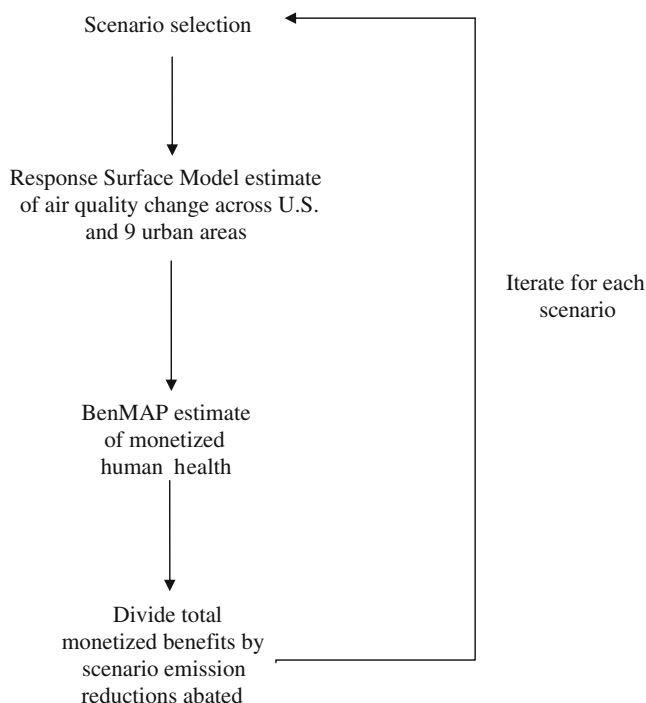 Scenario selection
Response Surface Model estimate
of air quality change across U.S.
and 9 urban areas
Iterate for each
scenario
BenMAP estimate
of monetized
human health
Divide total
monetized benefits by
scenario emission
reductions abated